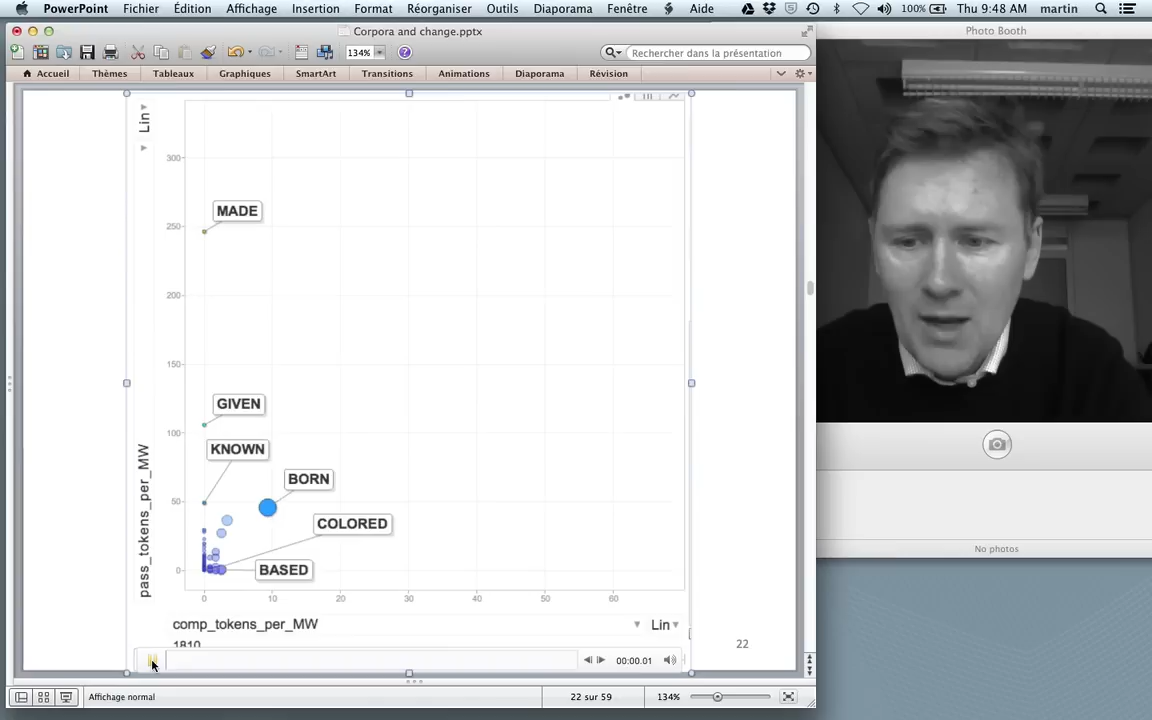 PowerPoint Fichier Édition Affichage Insertion Format Réorganiser Outils Diaporama Fenêtre Aide 100% Thu 9:48 AM martin
Corpora and change.pptx
Photo Booth
134%
Rechercher dans la présentation
Accueil Thèmes Tableaux Graphiques SmartArt Transitions Animations Diaporama Révision
Lin
300
MADE
250
200
150
GIVEN
100
KNOWN
BORN
50
COLORED
BASED
0
pass_tokens_per_MW
0 10 20 30 40 50 60
comp_tokens_per_MW Lin
1810
22
00:00.01
No photos
Affichage normal 22 sur 59 134%